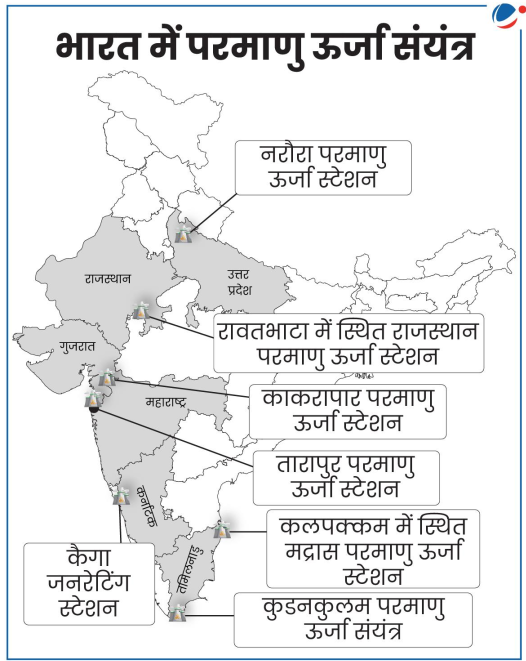 भारत में परमाणु ऊर्जा संयंत्र
नरौरा परमाणु
ऊर्जा स्टेशन
राजस्थान
उत्तर
प्रदेश
रावतभाटा में स्थित राजस्थान
परमाणु ऊर्जा स्टेशन
गुजरात
काकरापार परमाणु
ऊर्जा स्टेशन
महाराष्ट्र
तारापुर परमाणु
ऊर्जा स्टेशन
कर्नाटक
कलपक्कम में स्थित
मद्रास परमाणु ऊर्जा
स्टेशन
कैगा
जनरेटिंग
स्टेशन
तमिलनाडु
कुडनकुलम परमाणु
ऊर्जा संयंत्र